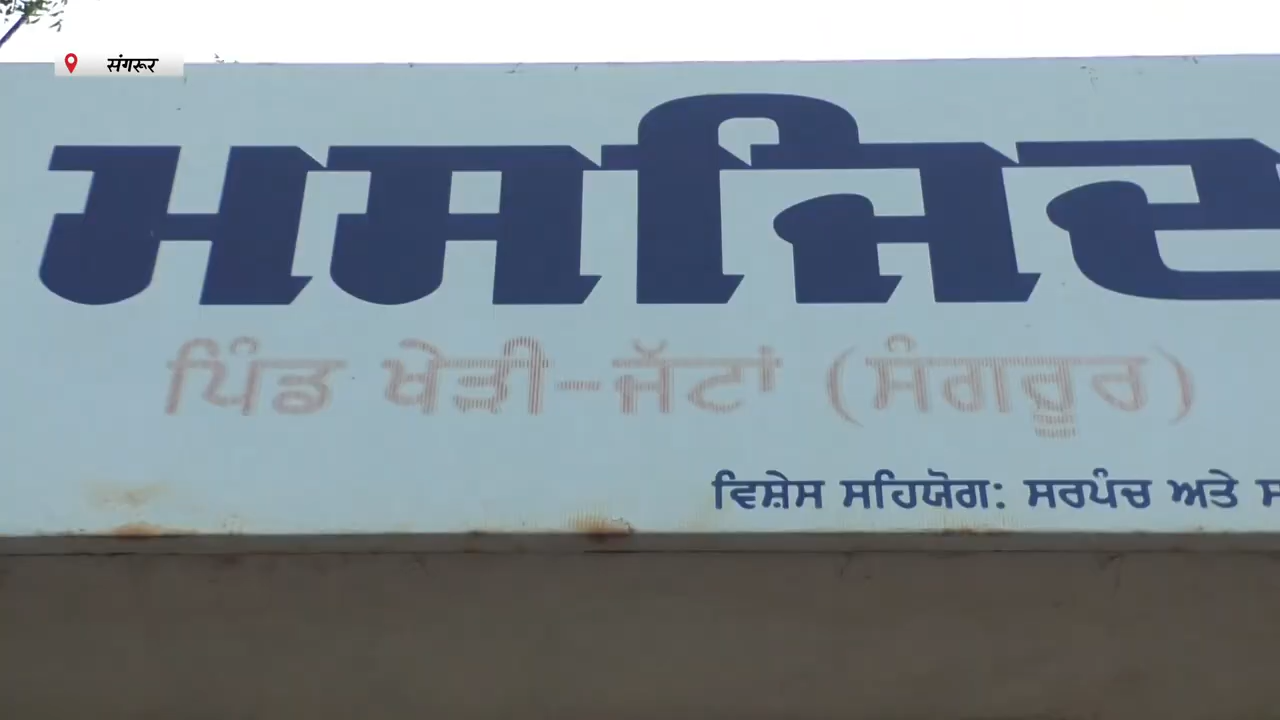 संगरूर
ਮਸਜਿਦ
ਪਿੰਡ ਖੇੜੀ-ਜੱਟਾਂ (ਸੰਗਰੂਰ)
ਵਿਸ਼ੇਸ ਸਹਿਯੋਗ: ਸਰਪੰਚ ਅਤੇ